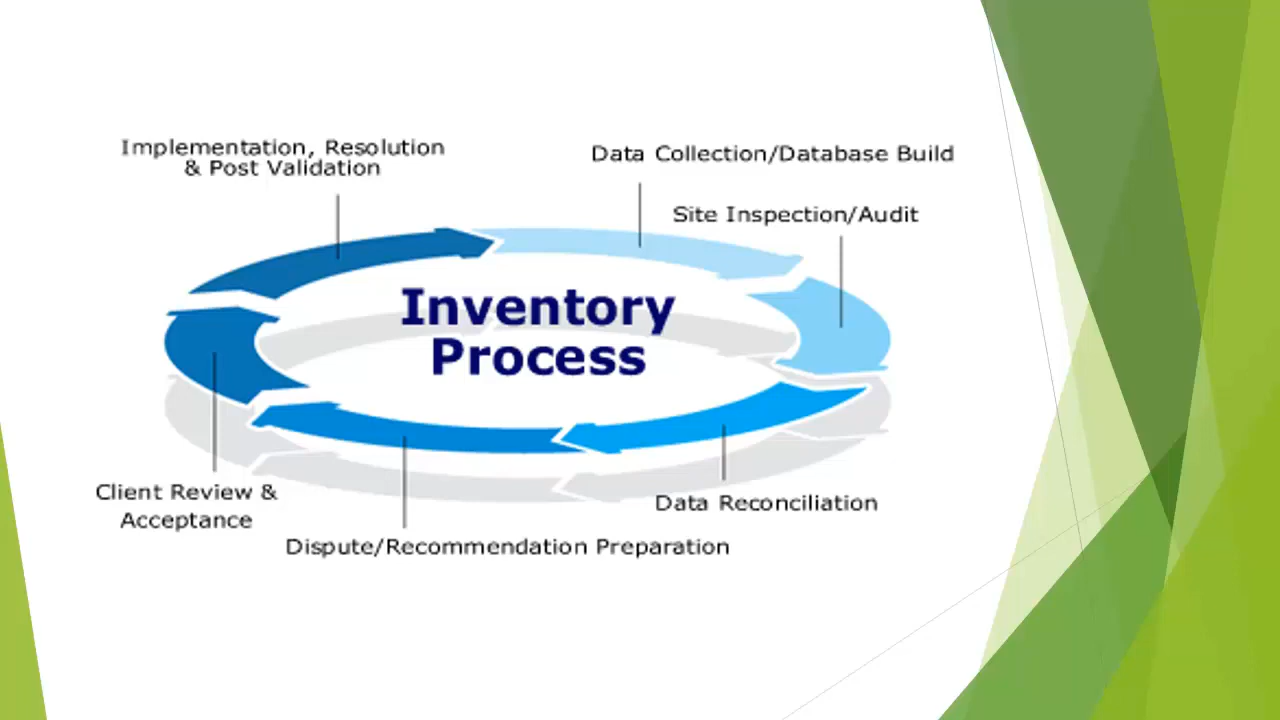 Implementation, Resolution
& Post Validation
Data Collection/Database Build
Site Inspection/Audit
Inventory
Process
Client Review &
Acceptance
Data Reconciliation
Dispute/Recommendation Preparation